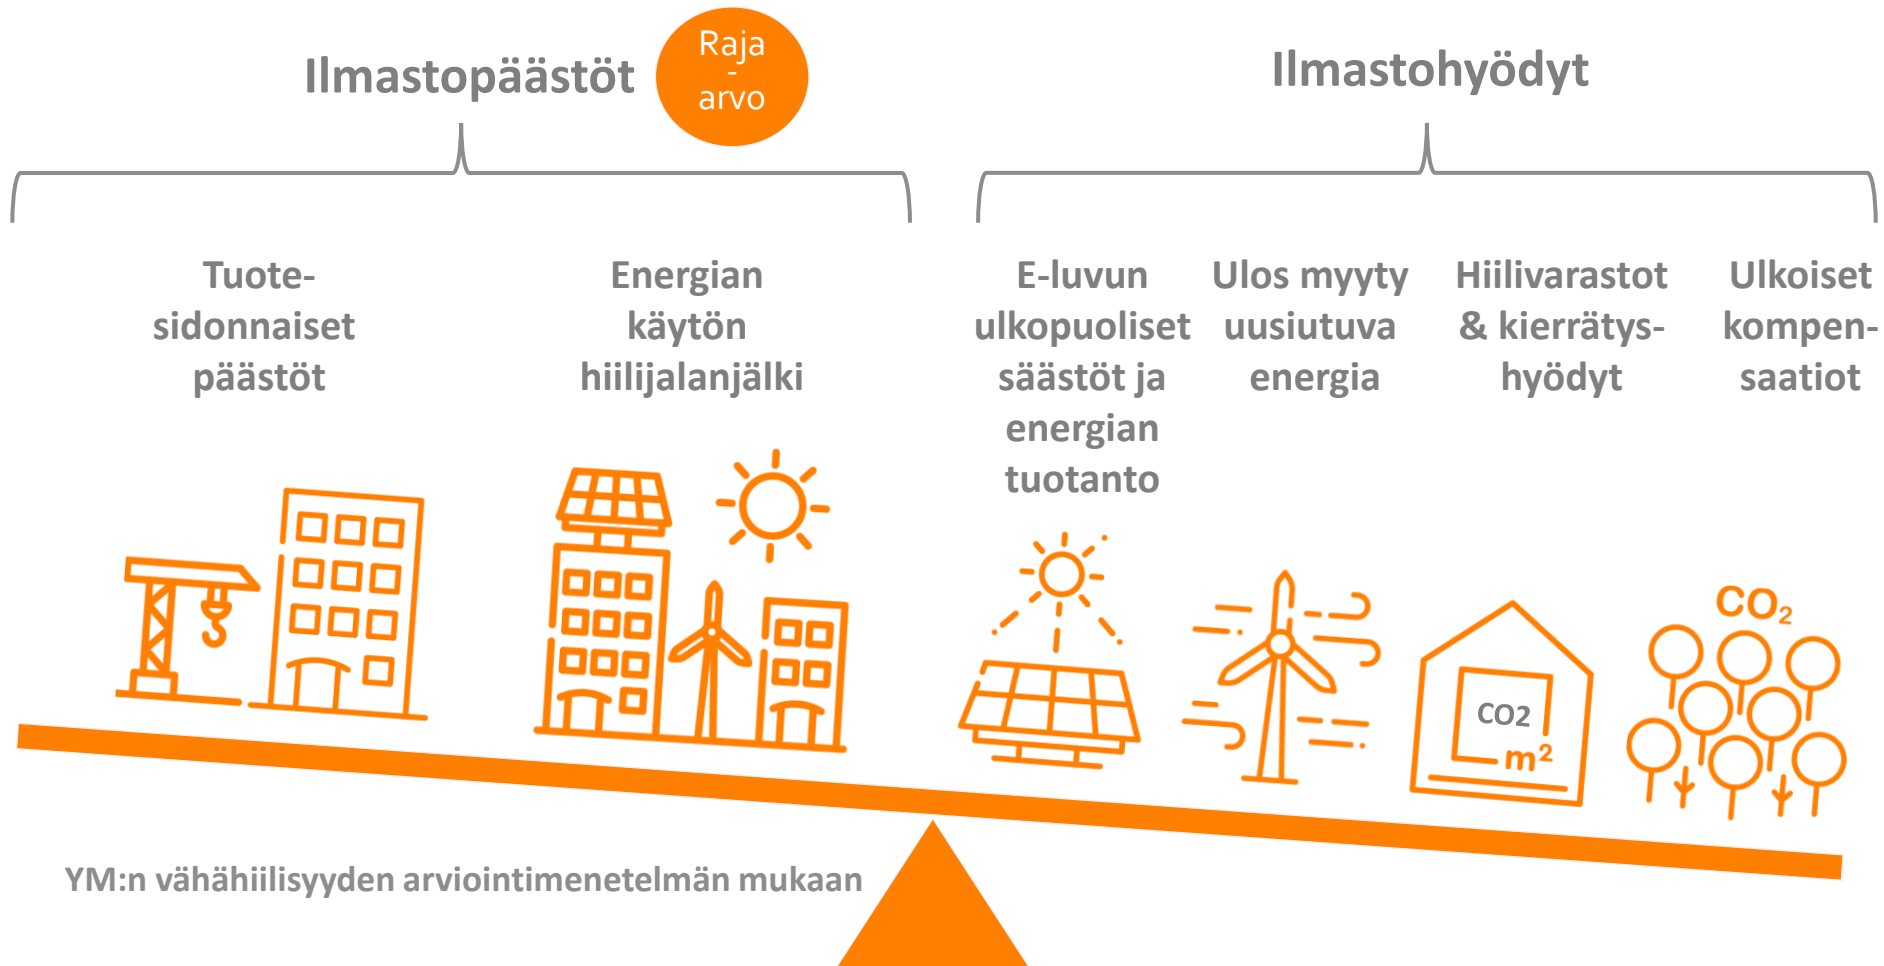 Ilmastopäästöt
Raja
-
arvo
Ilmastohyödyt
Tuote-
sidonnaiset
päästöt
Energian
käytön
hiilijalanjälki
E-luvun
ulkopuoliset
säästöt ja
energian
tuotanto
Ulos myyty
uusiutuva
energia
Hiilivarastot
& kierrätys-
hyödyt
Ulkoiset
kompen-
saatiot
CO2
m²
CO₂
YM:n vähähiilisyyden arviointimenetelmän mukaan